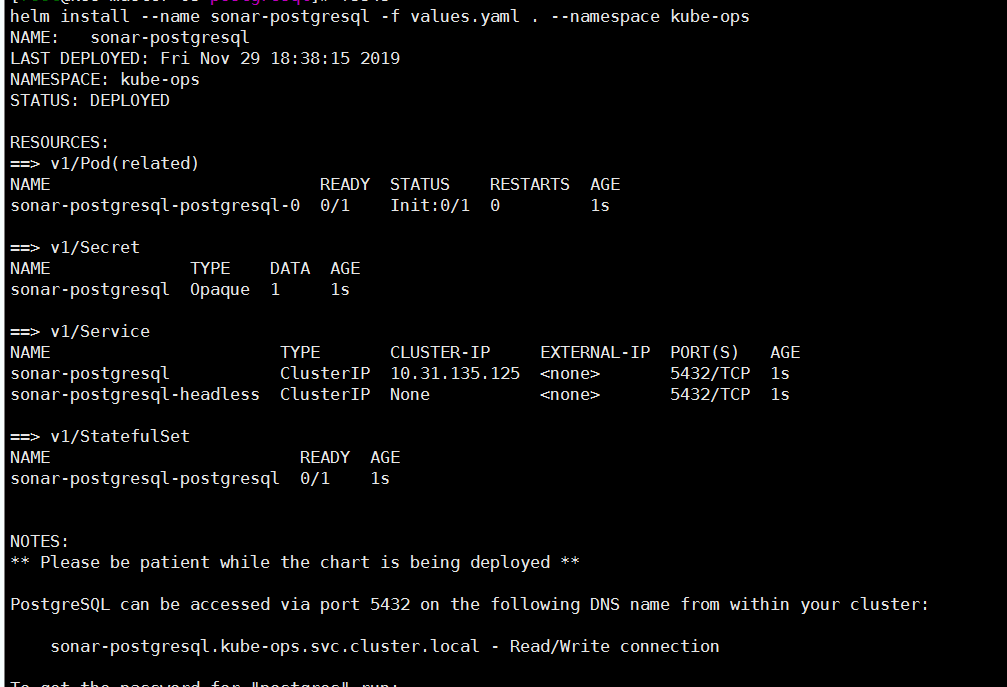 helm install --name sonar-postgresql -f values.yaml . --namespace kube-ops
NAME:   sonar-postgresql
LAST DEPLOYED: Fri Nov 29 18:38:15 2019
NAMESPACE: kube-ops
STATUS: DEPLOYED
RESOURCES:
==> v1/Pod(related)
NAME                           READY  STATUS    RESTARTS  AGE
sonar-postgresql-postgresql-0  0/1    Init:0/1  0         1s
==> v1/Secret
NAME              TYPE    DATA  AGE
sonar-postgresql  Opaque  1     1s
==> v1/Service
NAME                       TYPE       CLUSTER-IP     EXTERNAL-IP  PORT(S)   AGE
sonar-postgresql           ClusterIP  10.31.135.125  <none>       5432/TCP  1s
sonar-postgresql-headless  ClusterIP  None           <none>       5432/TCP  1s
==> v1/StatefulSet
NAME                         READY  AGE
sonar-postgresql-postgresql  0/1    1s
NOTES:
** Please be patient while the chart is being deployed **
PostgreSQL can be accessed via port 5432 on the following DNS name from within your cluster:
    sonar-postgresql.kube-ops.svc.cluster.local - Read/Write connection
To get the password for "postgres" run: